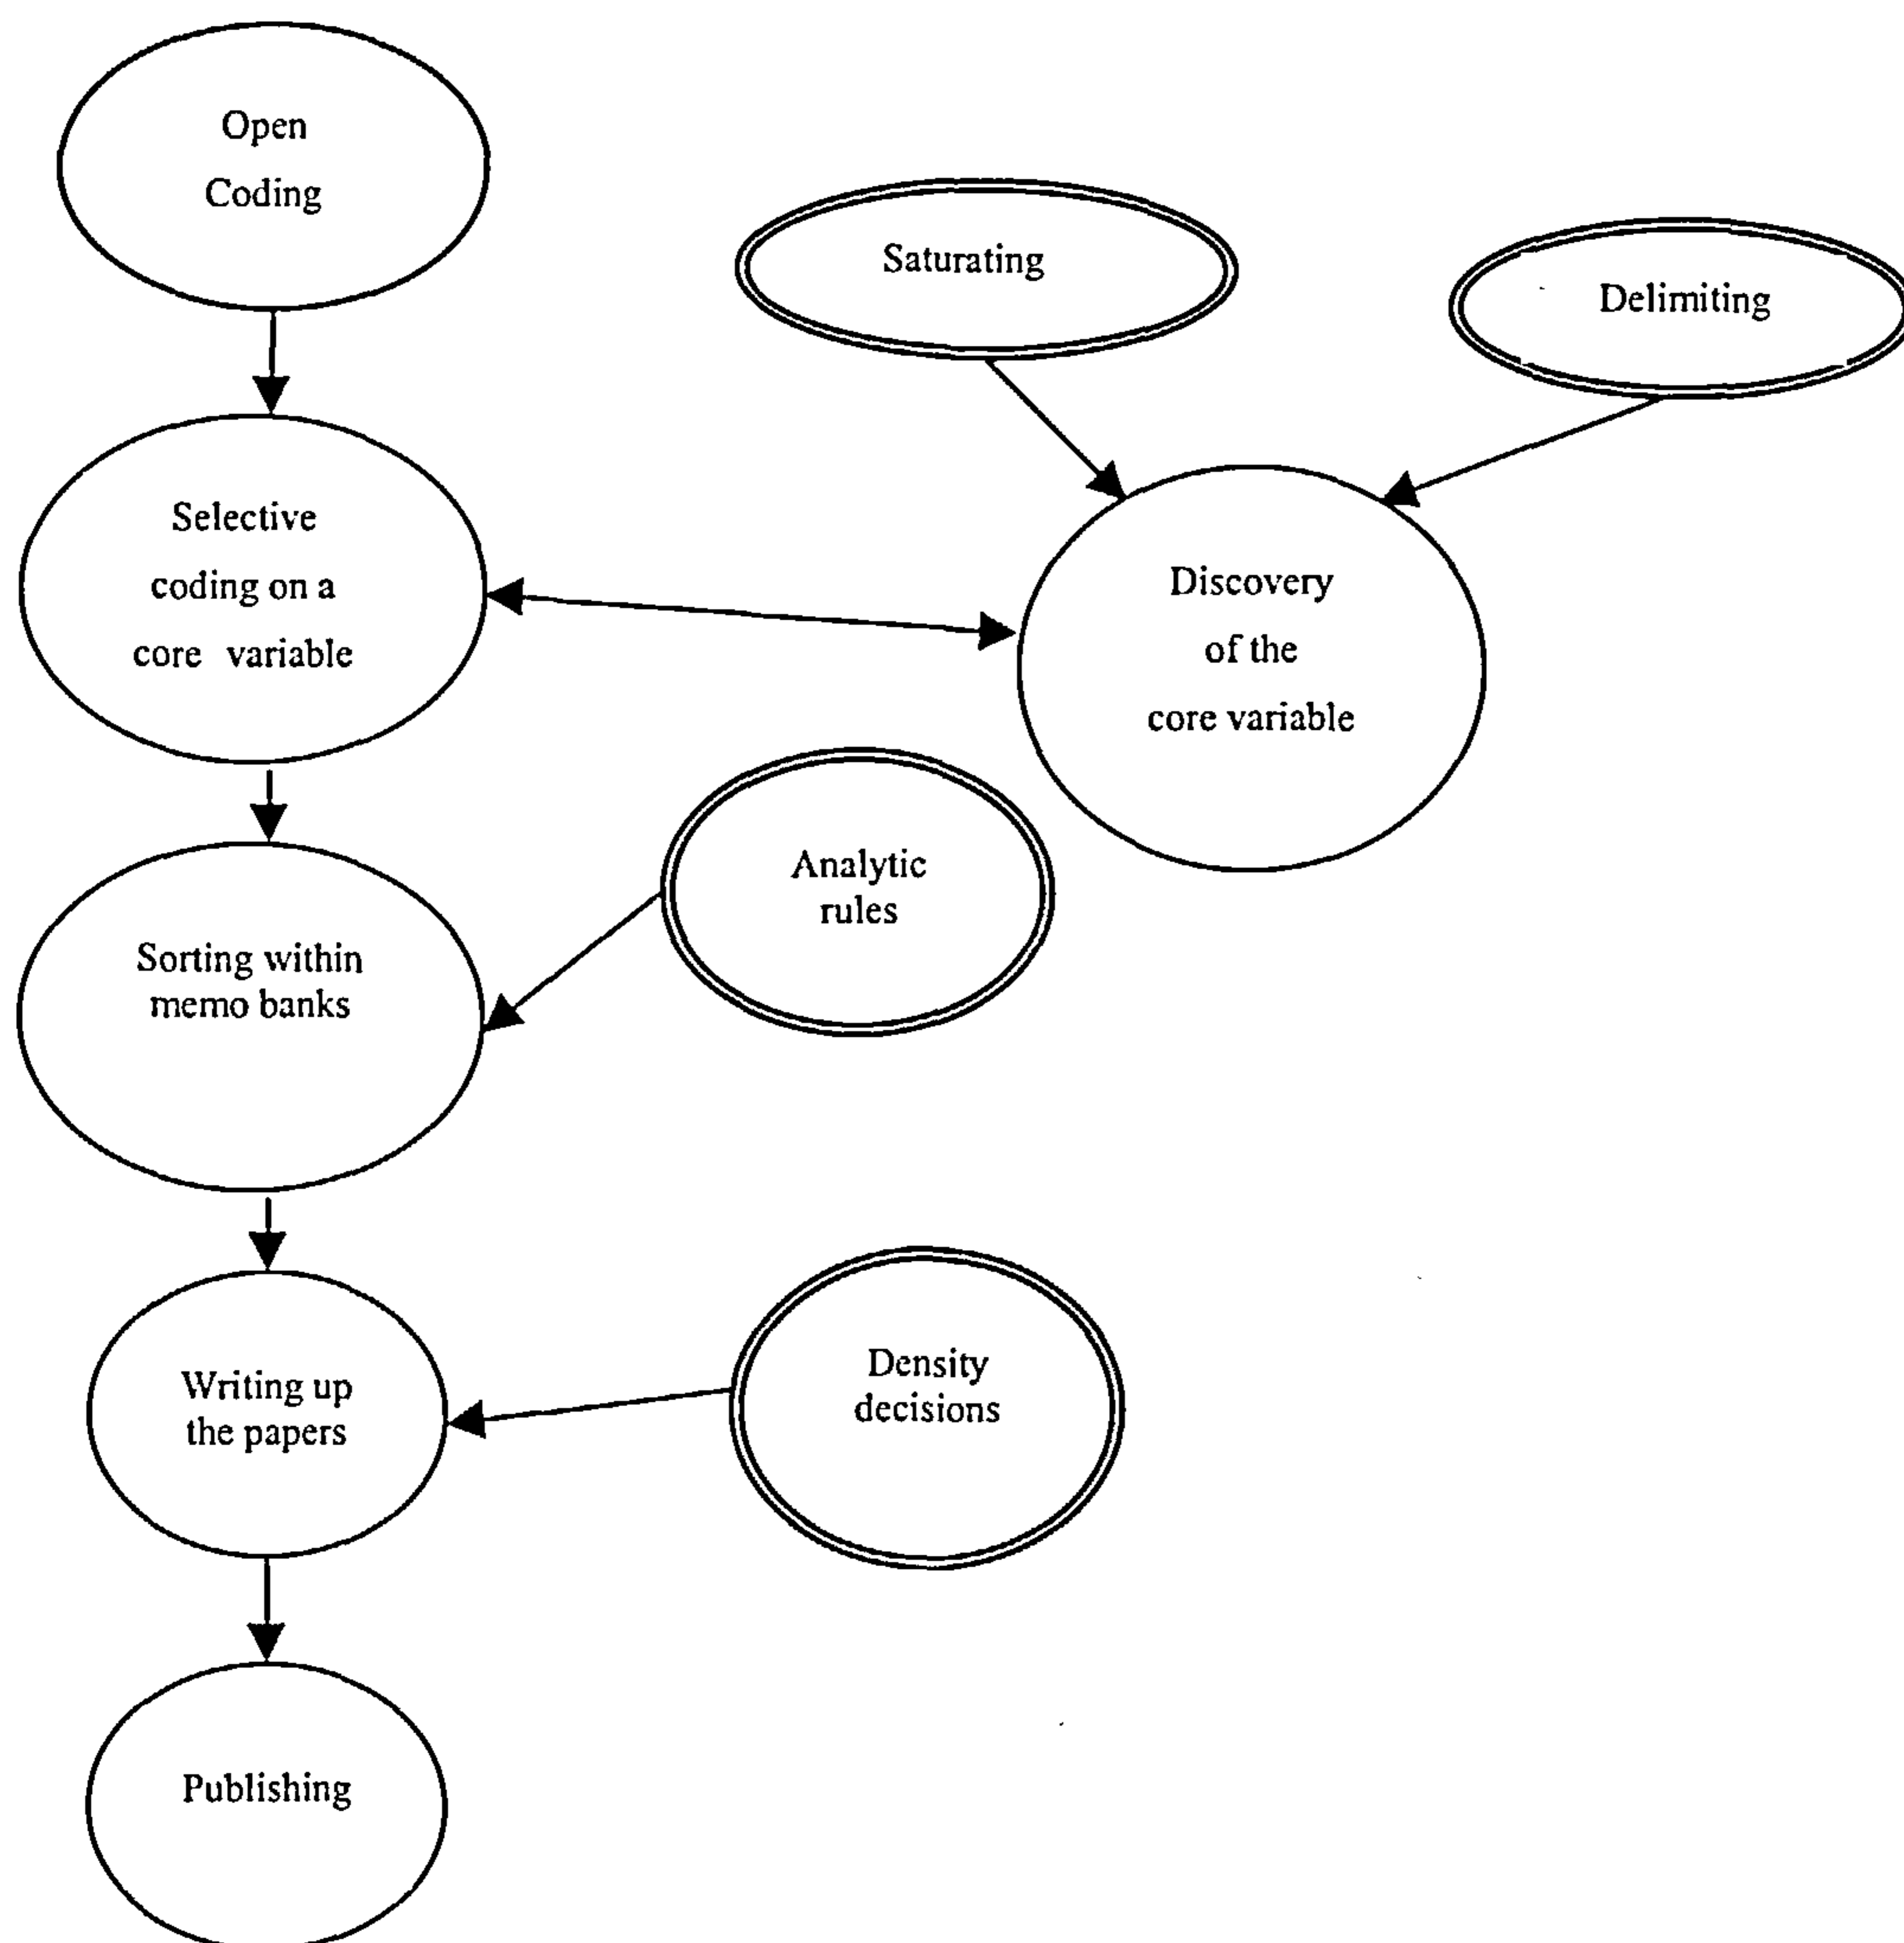 Open
Coding
Saturating
Delimiting
Selective
coding on a
core variable
Discovery
of the
core variable
Analytic
rules
Sorting within
memo banks
Density
decisions
Writing up
the papers
Publishing